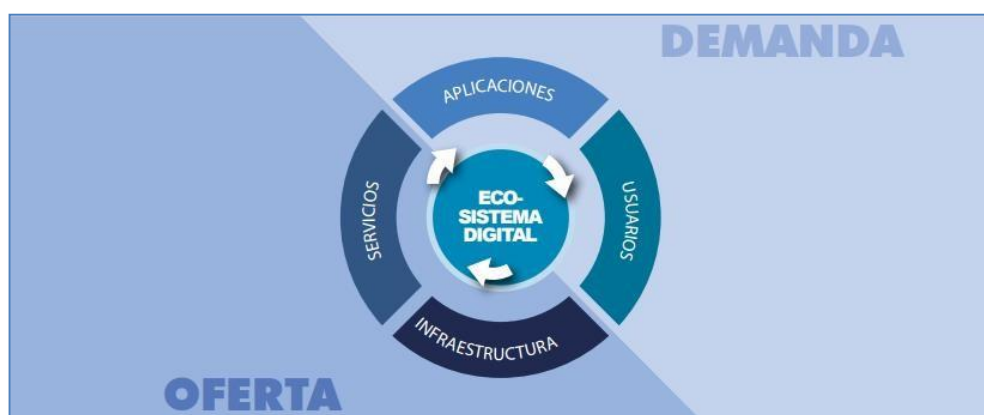 DEMANDA
APLICACIONES
SERVICIOS
ECO-
SISTEMA
DIGITAL
USUARIOS
INFRAESTRUCTURA
OFERTA